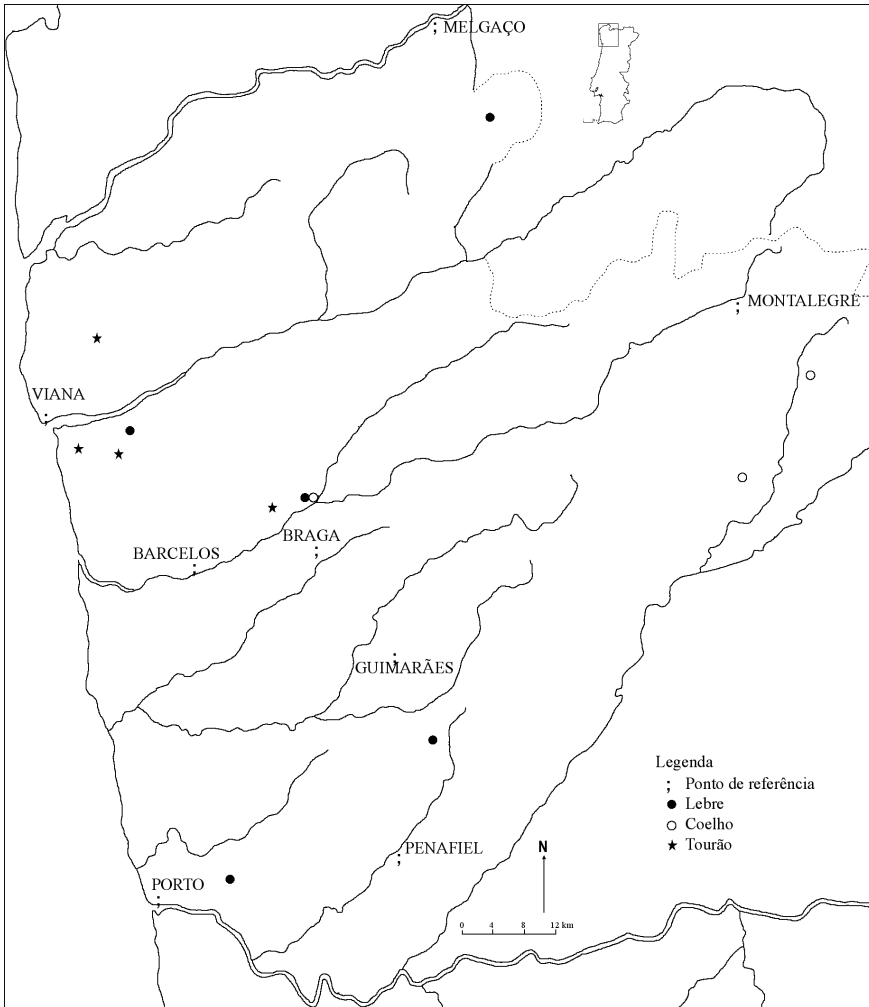 MELGAÇO
MONTALEGRE
VIANA
BRAGA
BARCELOS
GUIMARÃES
Legenda
; Ponto de referência
● Lebre
○ Coelho
★ Tourão
PENAFIEL
N
PORTO
0 4 8 12 km